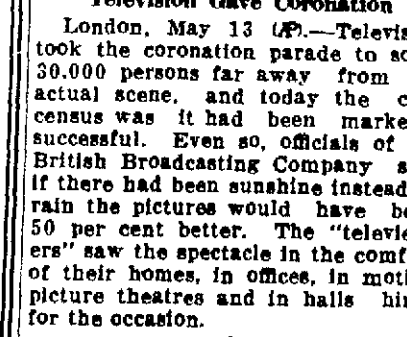 Television Gave Coronation
London, May 13 (AP).—Televis
took the coronation parade to so
30.000 persons far away from
actual scene, and today the c
census was it had been marke
successful. Even so, officials of
British Broadcasting Company s
if there had been sunshine instead
rain the pictures would have be
50 per cent better. The "televie
ers" saw the spectacle in the comf
of their homes, in offices, in moti
picture theatres and in halls hir
for the occasion.